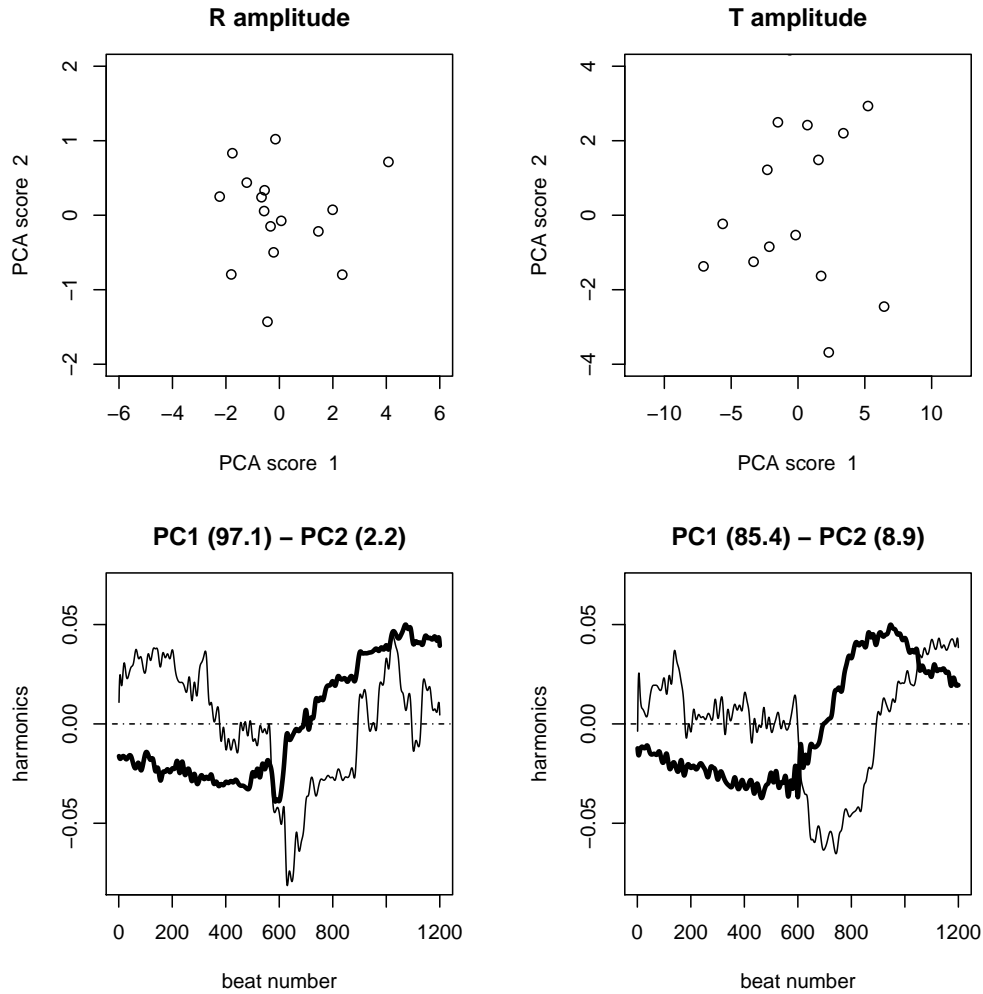 R amplitude
T amplitude
PCA score 2
2
1
0
−1
−2
−6 −4 −2 0 2 4 6
PCA score 1
PCA score 2
4
2
0
−2
−4
−10 −5 0 5 10
PCA score 1
PC1 (97.1) − PC2 (2.2)
PC1 (85.4) − PC2 (8.9)
harmonics
0.05
0.00
−0.05
0 200 400 600 800 1200
beat number
harmonics
0.05
0.00
−0.05
0 200 400 600 800 1200
beat number